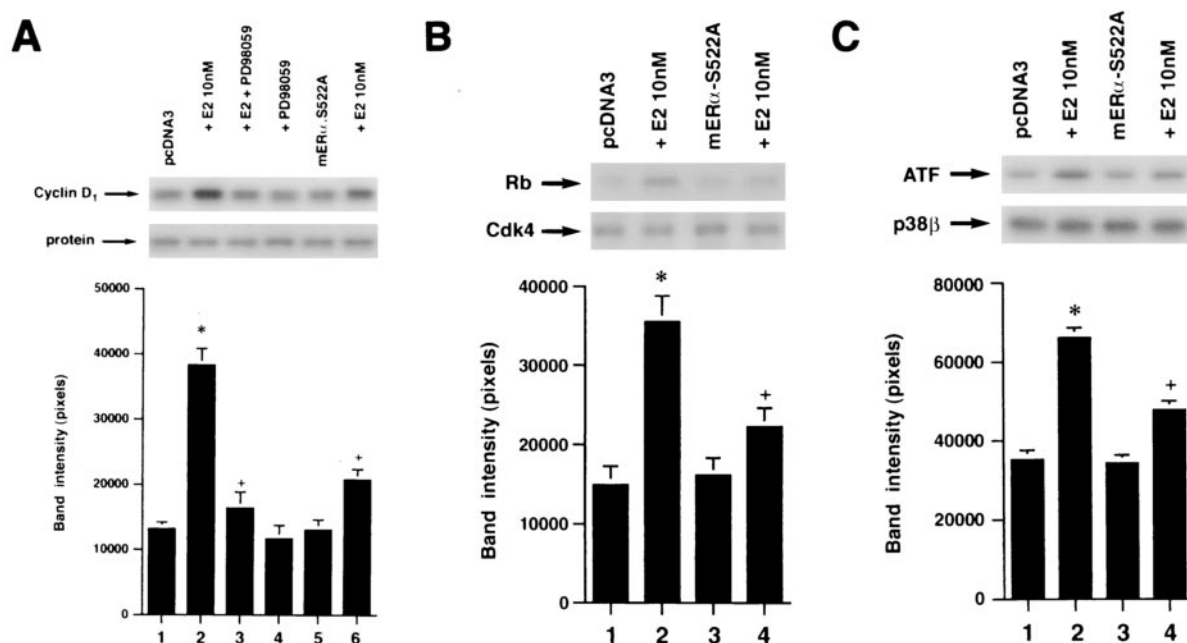 A
pcDNA3
+ E2 10nM
+ E2 + PD98059
+ PD98059
mERα.S522A
+ E2 10nM
Cyclin D1
protein
Band intensity (pixels)
50000
40000
30000
20000
10000
0
*
+
+
1 2 3 4 5 6
B
pcDNA3
+ E2 10nM
mERα-S522A
+ E2 10nM
Rb
Cdk4
Band intensity (pixels)
40000
30000
20000
10000
0
*
+
1 2 3 4
C
pcDNA3
+ E2 10nM
mERα-S522A
+ E2 10nM
ATF
p38β
Band intensity (pixels)
80000
60000
40000
20000
0
*
+
1 2 3 4